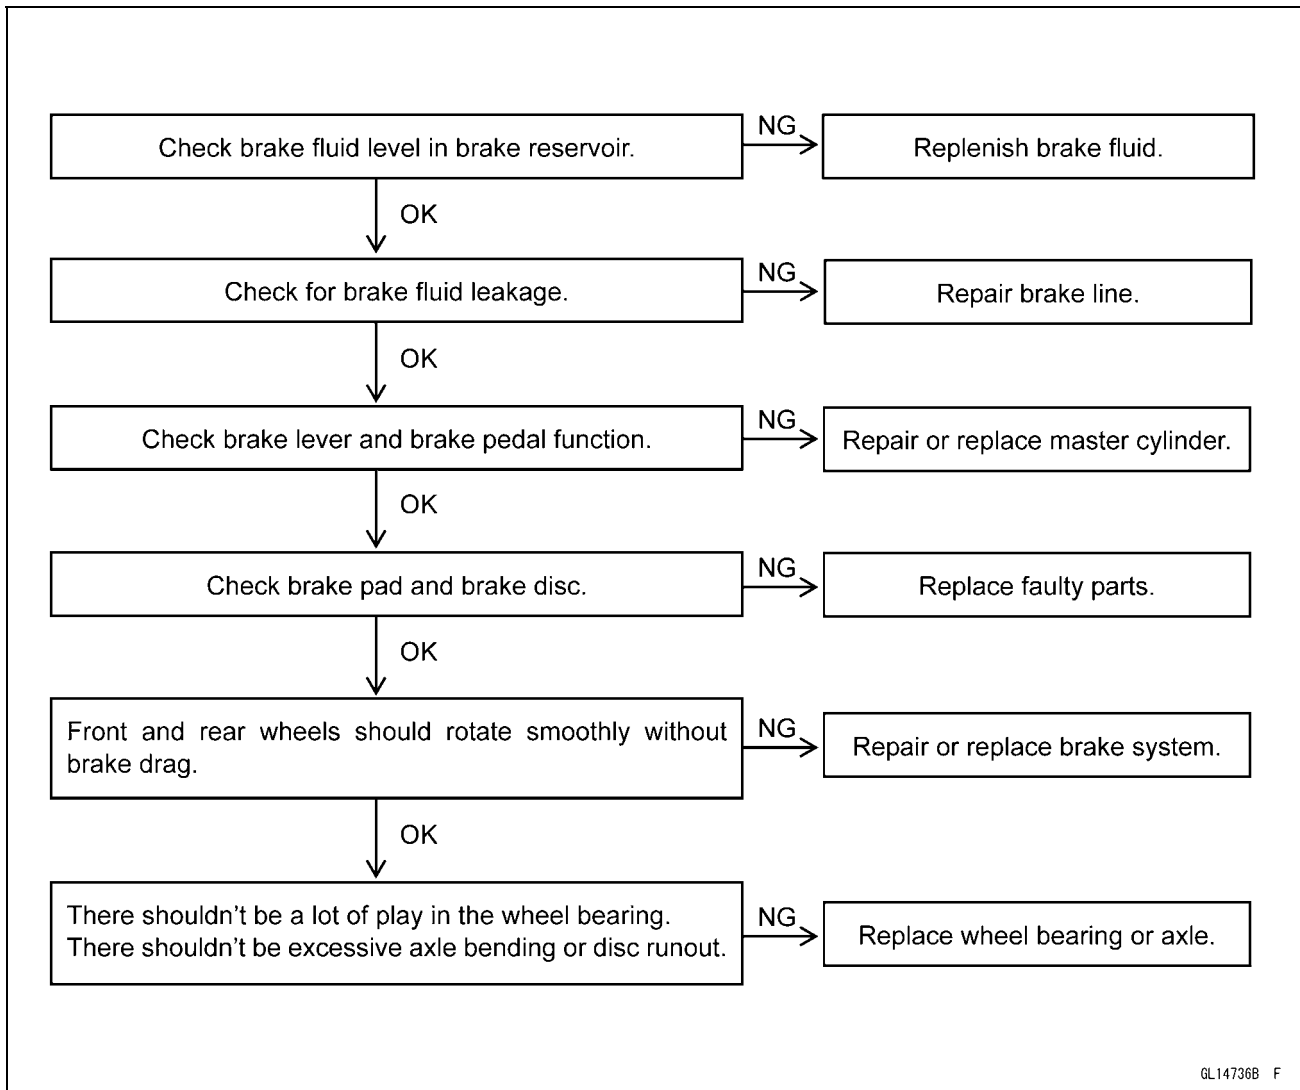 Check brake fluid level in brake reservoir.
NG
Replenish brake fluid.
OK
Check for brake fluid leakage.
NG
Repair brake line.
OK
Check brake lever and brake pedal function.
NG
Repair or replace master cylinder.
OK
Check brake pad and brake disc.
NG
Replace faulty parts.
OK
Front and rear wheels should rotate smoothly without
brake drag.
NG
Repair or replace brake system.
OK
There shouldn't be a lot of play in the wheel bearing.
There shouldn't be excessive axle bending or disc runout.
NG
Replace wheel bearing or axle.
GL14736B F